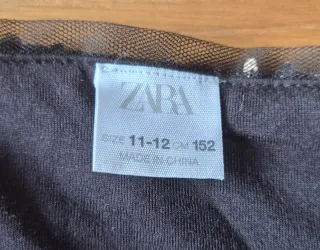 ZARA
SIZE 11-12 CM 152
MADE IN CHINA